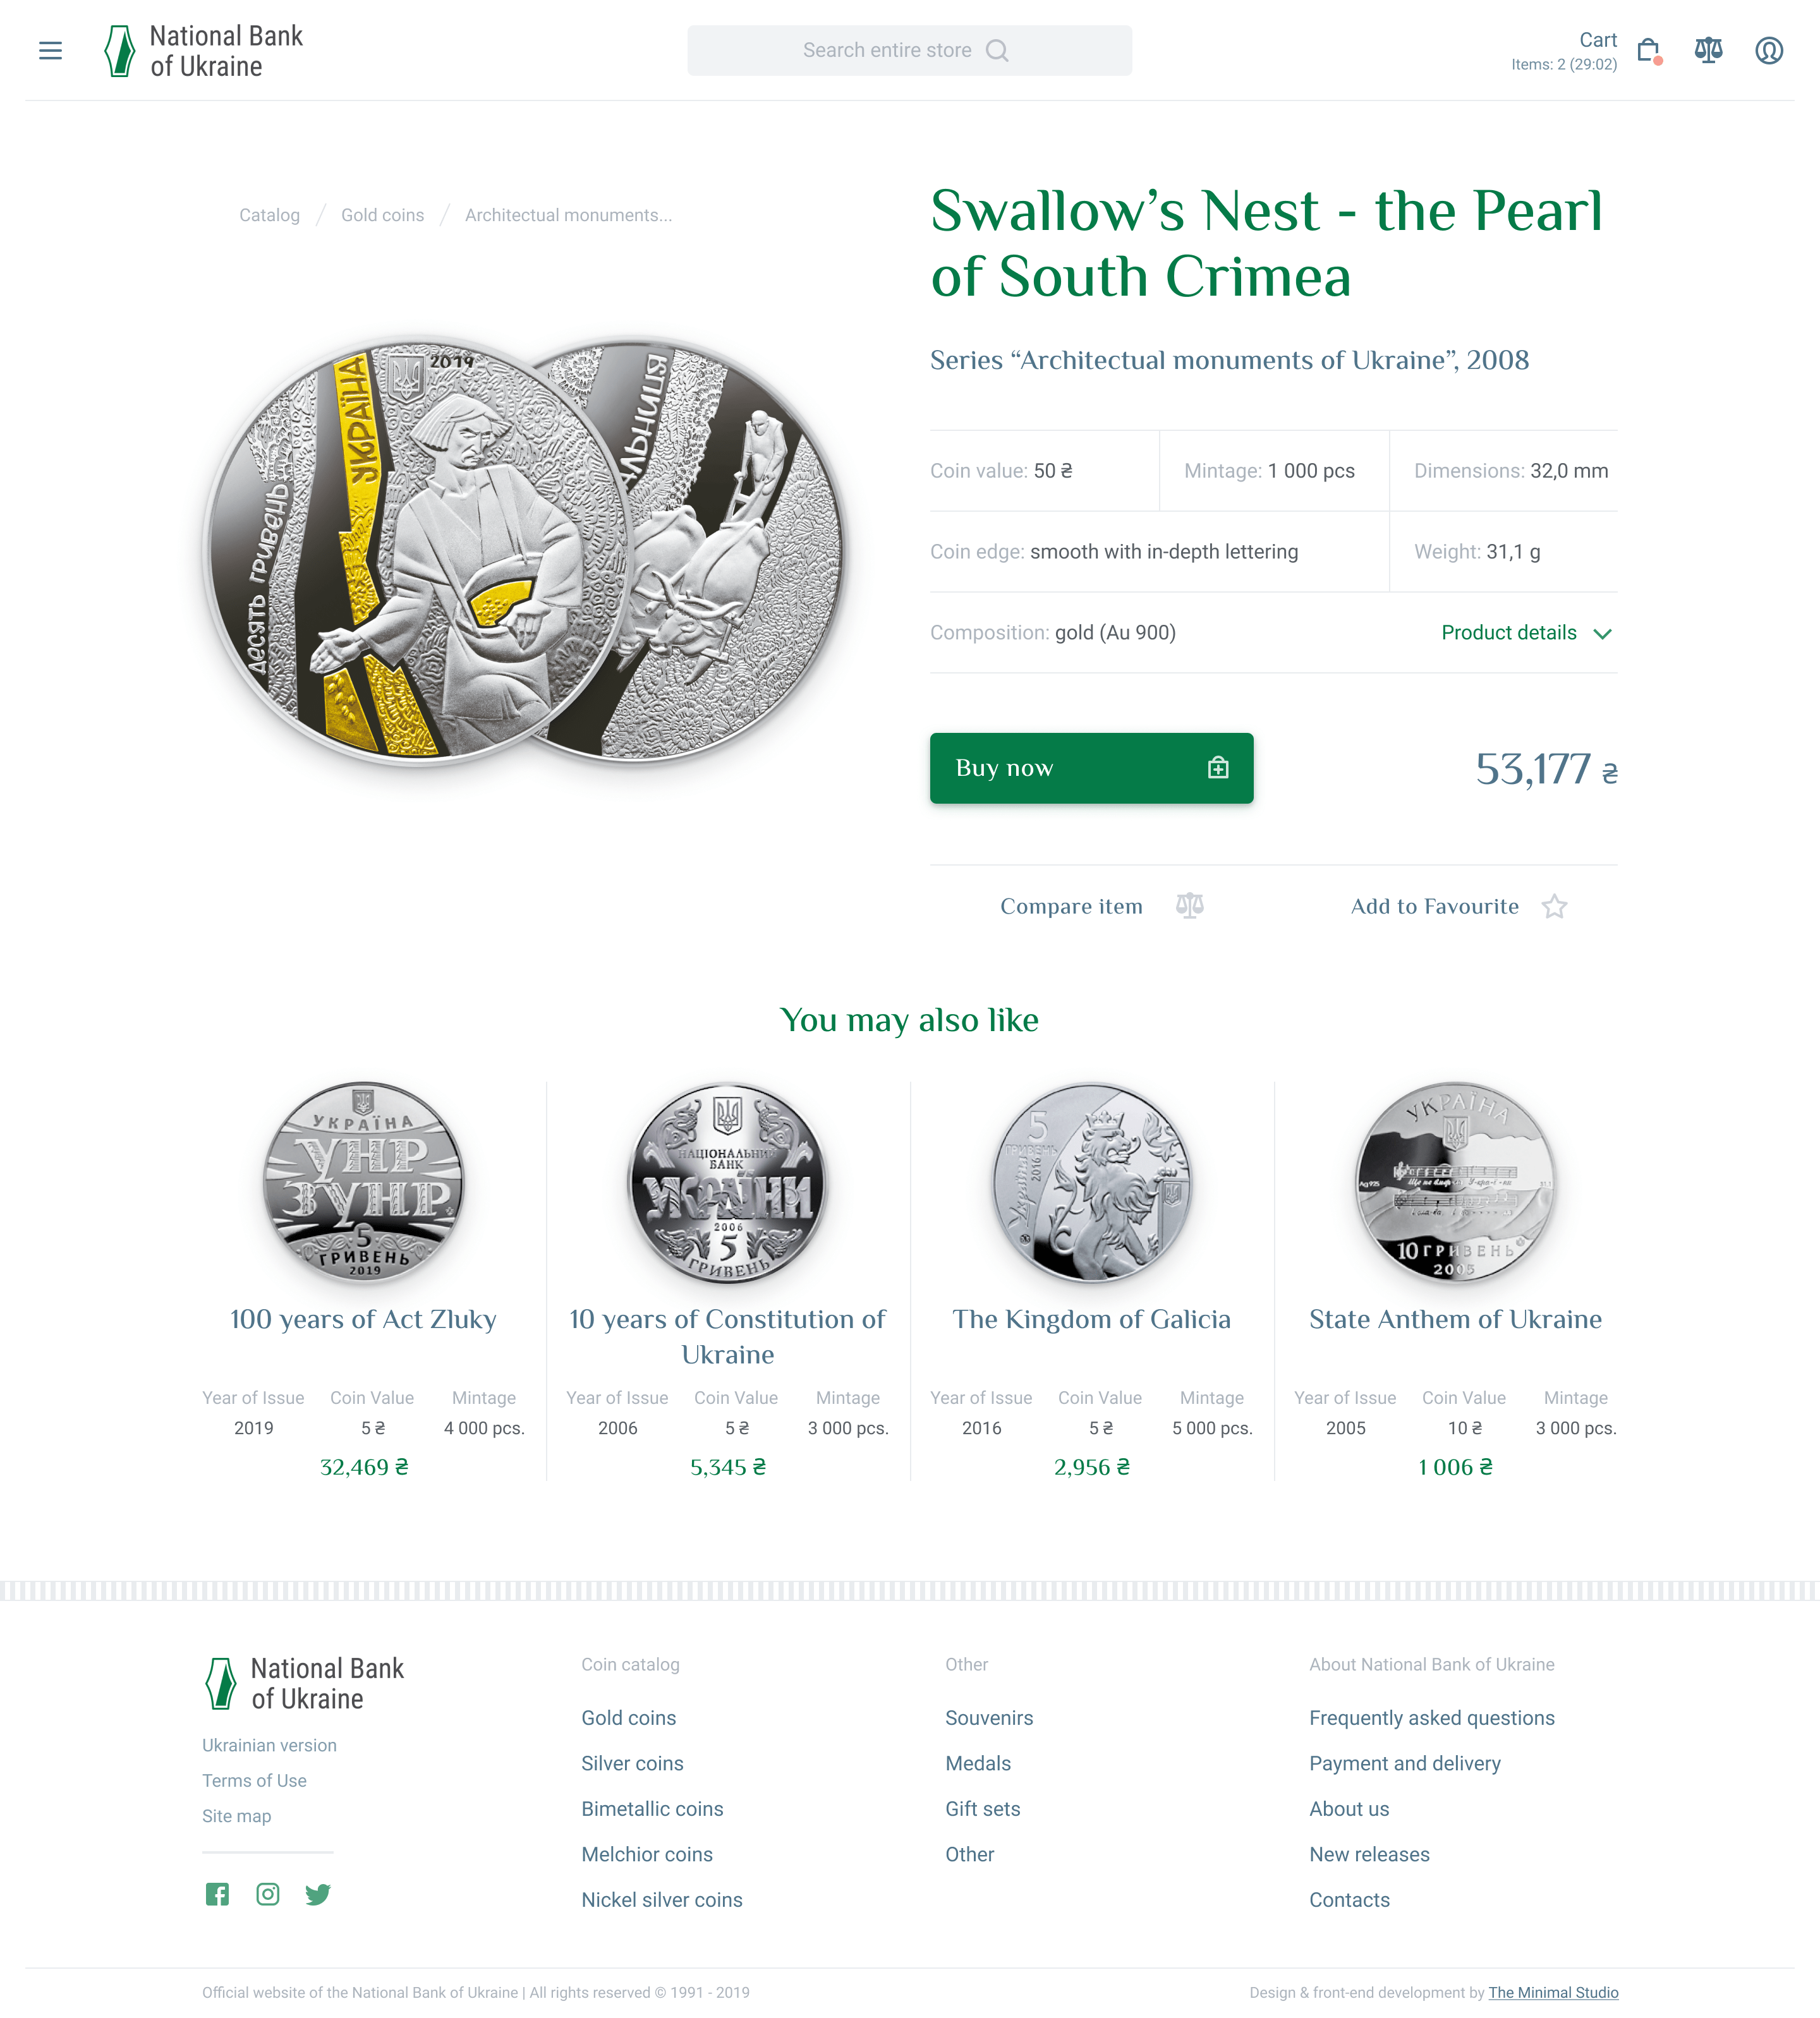 National Bank
of Ukraine
Search entire store
Cart
Items: 2 (29:02)
Catalog / Gold coins / Architectual monuments...
Swallow’s Nest - the Pearl
of South Crimea
Series “Architectual monuments of Ukraine”, 2008
Coin value: 50 ₴ Mintage: 1 000 pcs Dimensions: 32,0 mm
Coin edge: smooth with in-depth lettering Weight: 31,1 g
Composition: gold (Au 900) Product details
2019
УКРАЇНА
ДЕСЯТЬ ГРИВЕНЬ
Buy now 53,177 ₴
Compare item Add to Favourite
You may also like
УКРАЇНА
УНР
ЗУНР
5
ГРИВЕНЬ
2019
НАЦІОНАЛЬНИЙ
БАНК
УКРАЇНИ
2006
5
ГРИВЕНЬ
5
ГРИВЕНЬ
Україна
2016
УКРАЇНА
Ag 925
10 ГРИВЕНЬ
2005
100 years of Act Zluky
Year of Issue Coin Value Mintage
2019 5 ₴ 4 000 pcs.
32,469 ₴
10 years of Constitution of
Ukraine
Year of Issue Coin Value Mintage
2006 5 ₴ 3 000 pcs.
5,345 ₴
The Kingdom of Galicia
Year of Issue Coin Value Mintage
2016 5 ₴ 5 000 pcs.
2,956 ₴
State Anthem of Ukraine
Year of Issue Coin Value Mintage
2005 10 ₴ 3 000 pcs.
1 006 ₴
National Bank
of Ukraine
Ukrainian version
Terms of Use
Site map
Coin catalog
Gold coins
Silver coins
Bimetallic coins
Melchior coins
Nickel silver coins
Other
Souvenirs
Medals
Gift sets
Other
About National Bank of Ukraine
Frequently asked questions
Payment and delivery
About us
New releases
Contacts
Official website of the National Bank of Ukraine | All rights reserved © 1991 - 2019
Design & front-end development by The Minimal Studio